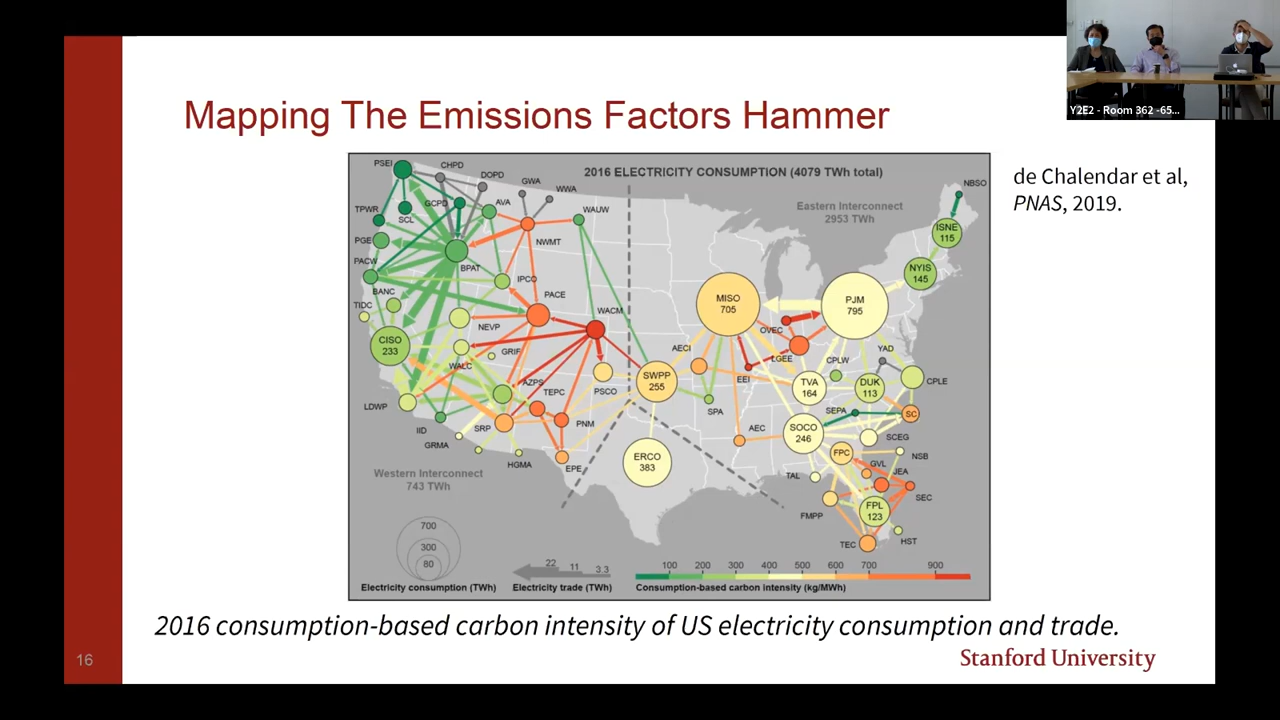 Mapping The Emissions Factors Hammer
Y2E2 - Room 362 -65...
de Chalendar et al,
PNAS, 2019.
2016 ELECTRICITY CONSUMPTION (4079 TWh total)
Eastern Interconnect
2953 TWh
PSEI
CHPD
DOPD
GWA
WWA
GCPD
AVA
WAUW
TPWR
SCL
NWMT
PGE
BPAT
PACW
IPCO
PACE
BANC
TIDC
WACM
NEVP
CISO
233
GRIF
WALC
AZPS
TEPC
PSCO
LDWP
SRP
PNM
IID
GRMA
HGMA
EPE
Western Interconnect
743 TWh
NBSO
ISNE
115
NYIS
145
MISO
705
PJM
795
OVEC
LGEE
YAD
AECI
CPLW
EEI
SWPP
255
TVA
164
DUK
113
CPLE
SPA
SEPA
SC
AEC
SOCO
246
SCEG
ERCO
383
FPC
NSB
GVL
JEA
TAL
SEC
FMPP
FPL
123
HST
TEC
700
300
80
Electricity consumption (TWh)
22 11 3.3
Electricity trade (TWh)
100 200 300 400 500 600 700 900
Consumption-based carbon intensity (kg/MWh)
2016 consumption-based carbon intensity of US electricity consumption and trade.
16
Stanford University